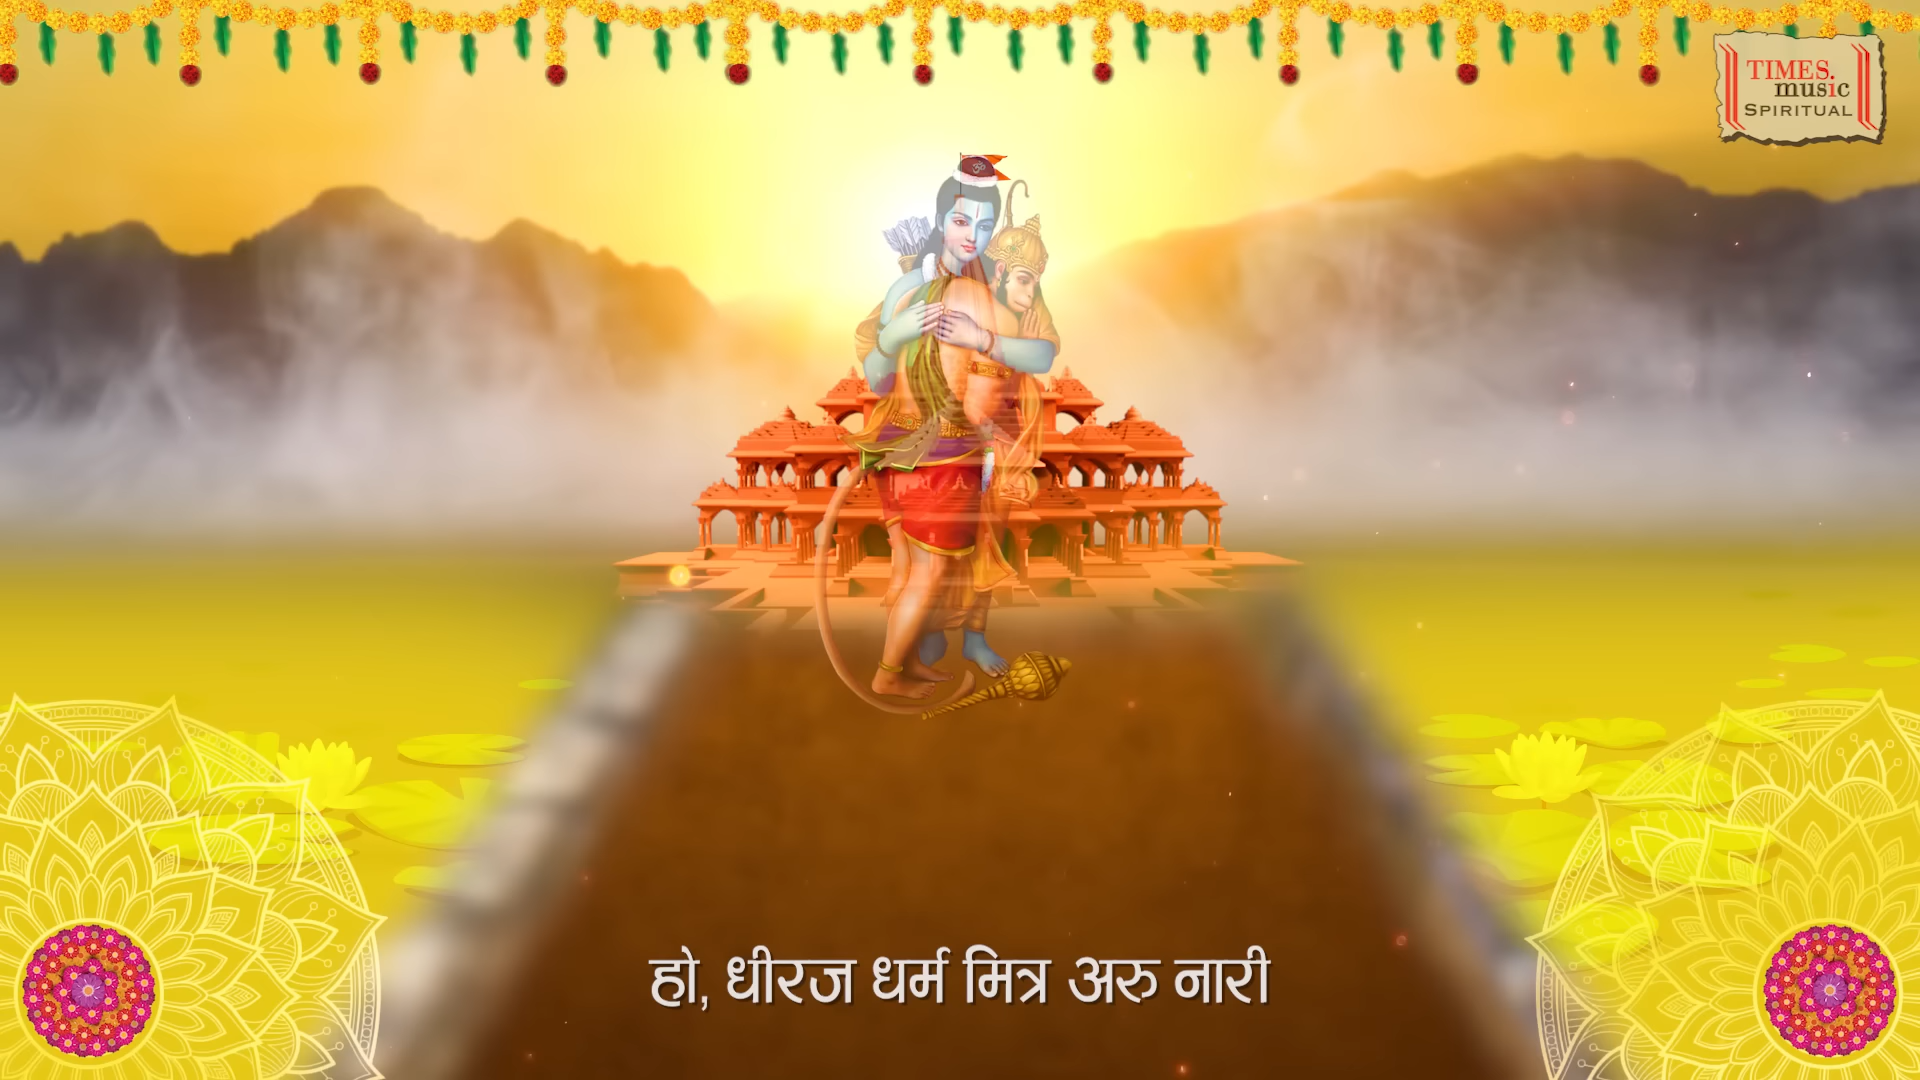 TIMES.
music
SPIRITUAL
ॐ
हो, धीरज धर्म मित्र अरु नारी